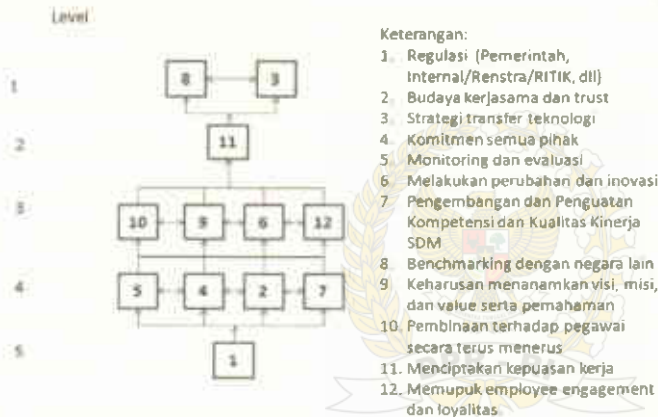 Level
Keterangan:
1. Regulasi (Pemerintah,
Internal/Renstra/RITIK, dll)
2. Budaya kerjasama dan trust
3. Strategi transfer teknologi
4. Komitmen semua pihak
5. Monitoring dan evaluasi
6. Melakukan perubahan dan inovasi
7. Pengembangan dan Penguatan
Kompetensi dan Kualitas Kinerja
SDM
8. Benchmarking dengan negara lain
9. Keharusan menanamkan visi, misi,
dan value serta pemahaman
10. Pembinaan terhadap pegawai
secara terus menerus
11. Menciptakan kepuasan kerja
12. Memupuk employee engagement
dan loyalitas
1 8 3
2 11
3 10 9 6 12
4 5 4 2 7
5 1